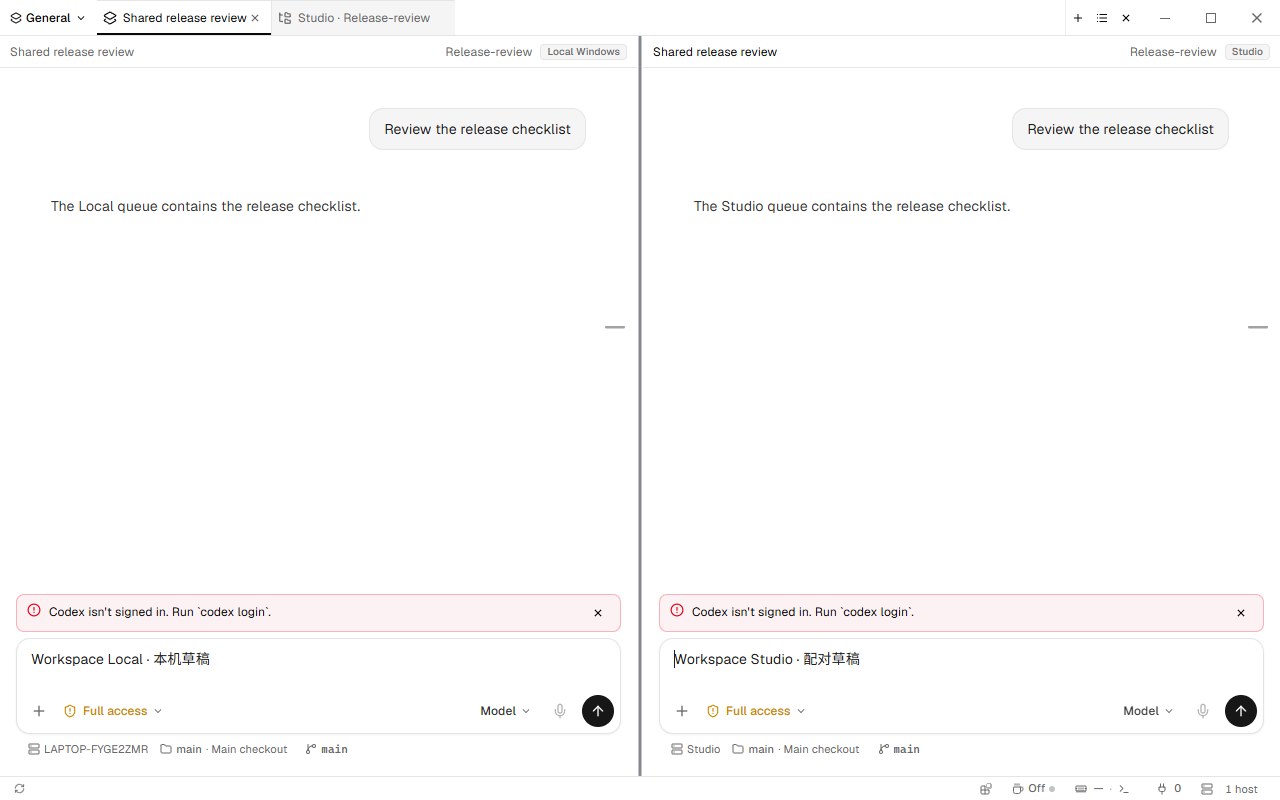 General
Shared release review
Studio · Release-review
Shared release review
Release-review
Local Windows
Review the release checklist
The Local queue contains the release checklist.
Codex isn't signed in. Run `codex login`.
Workspace Local · 本机草稿
Full access
Model
LAPTOP-FYGE2ZMR
main · Main checkout
main
Shared release review
Release-review
Studio
Review the release checklist
The Studio queue contains the release checklist.
Codex isn't signed in. Run `codex login`.
Workspace Studio · 配对草稿
Full access
Model
Studio
main · Main checkout
main
Off
— ·
0
1 host